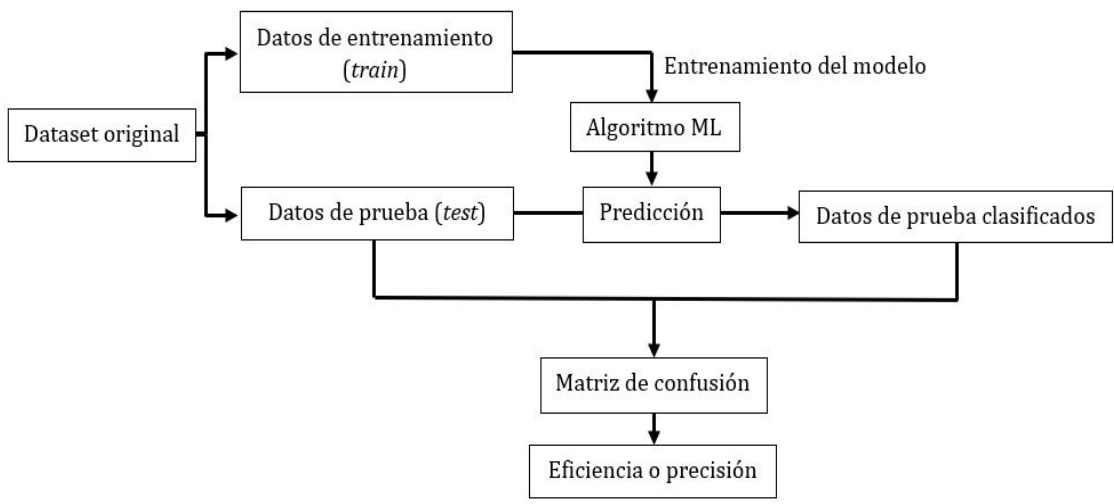 Datos de entrenamiento
(train)
Entrenamiento del modelo
Dataset original
Algoritmo ML
Datos de prueba (test)
Predicción
Datos de prueba clasificados
Matriz de confusión
Eficiencia o precisión